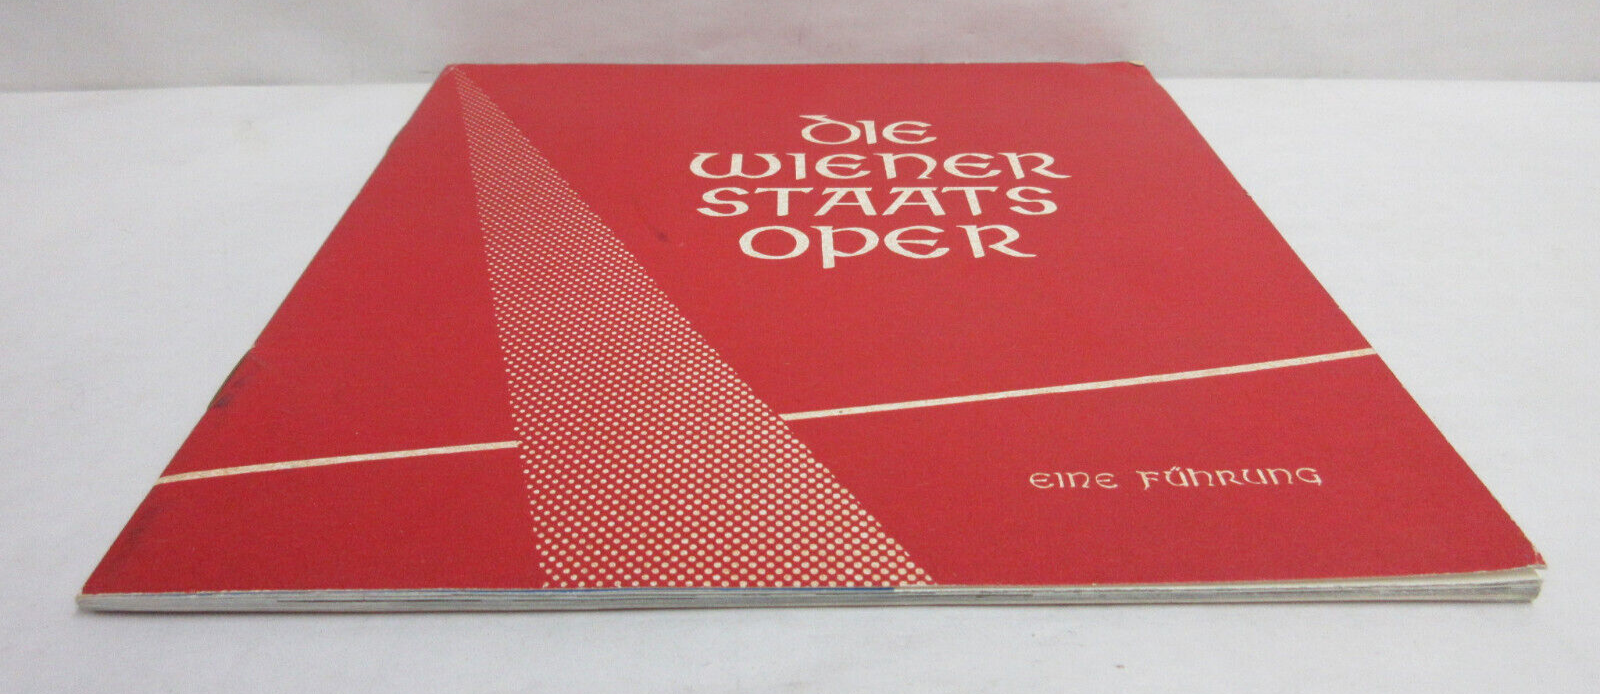 DIE
WIENER
STAATS
OPER
EINE FÜHRUNG